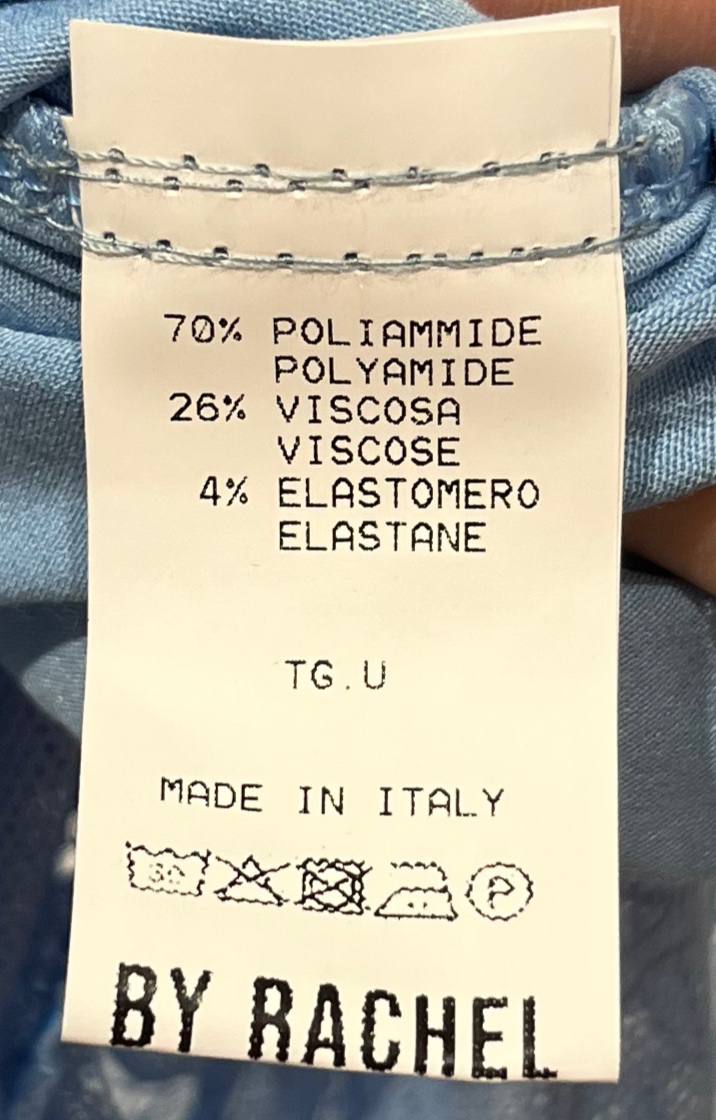 70% POLIAMMIDE
POLYAMIDE
26% VISCOSA
VISCOSE
4% ELASTOMERO
ELASTANE
TG.U
MADE IN ITALY
30 P
BY RACHEL